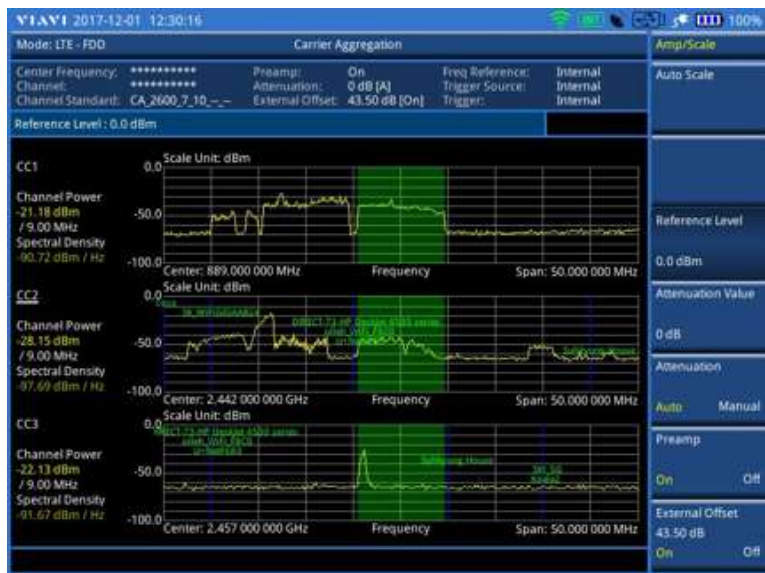 VIAVI 2017-12-01 12:30:16
INT
100%
Mode: LTE - FDD
Carrier Aggregation
Amp/Scale
Center Frequency: **********
Preamp: On
Freq Reference: Internal
Channel: **********
Attenuation: 0 dB [A]
Trigger Source: Internal
Channel Standard: CA_2600_7_10_-_-
External Offset: 43.50 dB [On]
Trigger: Internal
Reference Level : 0.0 dBm
Auto Scale
Reference Level
0.0 dBm
Attenuation Value
0 dB
Attenuation
Auto Manual
Preamp
On Off
External Offset
43.50 dB
On Off
CC1
Channel Power
-21.18 dBm
/ 9.00 MHz
Spectral Density
-90.72 dBm / Hz
Scale Unit: dBm
0.0
-50.0
-100.0
Center: 889.000 000 MHz
Frequency
Span: 50.000 000 MHz
CC2
Channel Power
-28.15 dBm
/ 9.00 MHz
Spectral Density
-97.69 dBm / Hz
Scale Unit: dBm
0.0
-50.0
-100.0
DIRECT-73-HP DeskJet 4500 series
Center: 2.442 000 000 GHz
Frequency
Span: 50.000 000 MHz
CC3
Channel Power
-22.13 dBm
/ 9.00 MHz
Spectral Density
-91.67 dBm / Hz
Scale Unit: dBm
0.0
-50.0
-100.0
Center: 2.457 000 000 GHz
Frequency
Span: 50.000 000 MHz